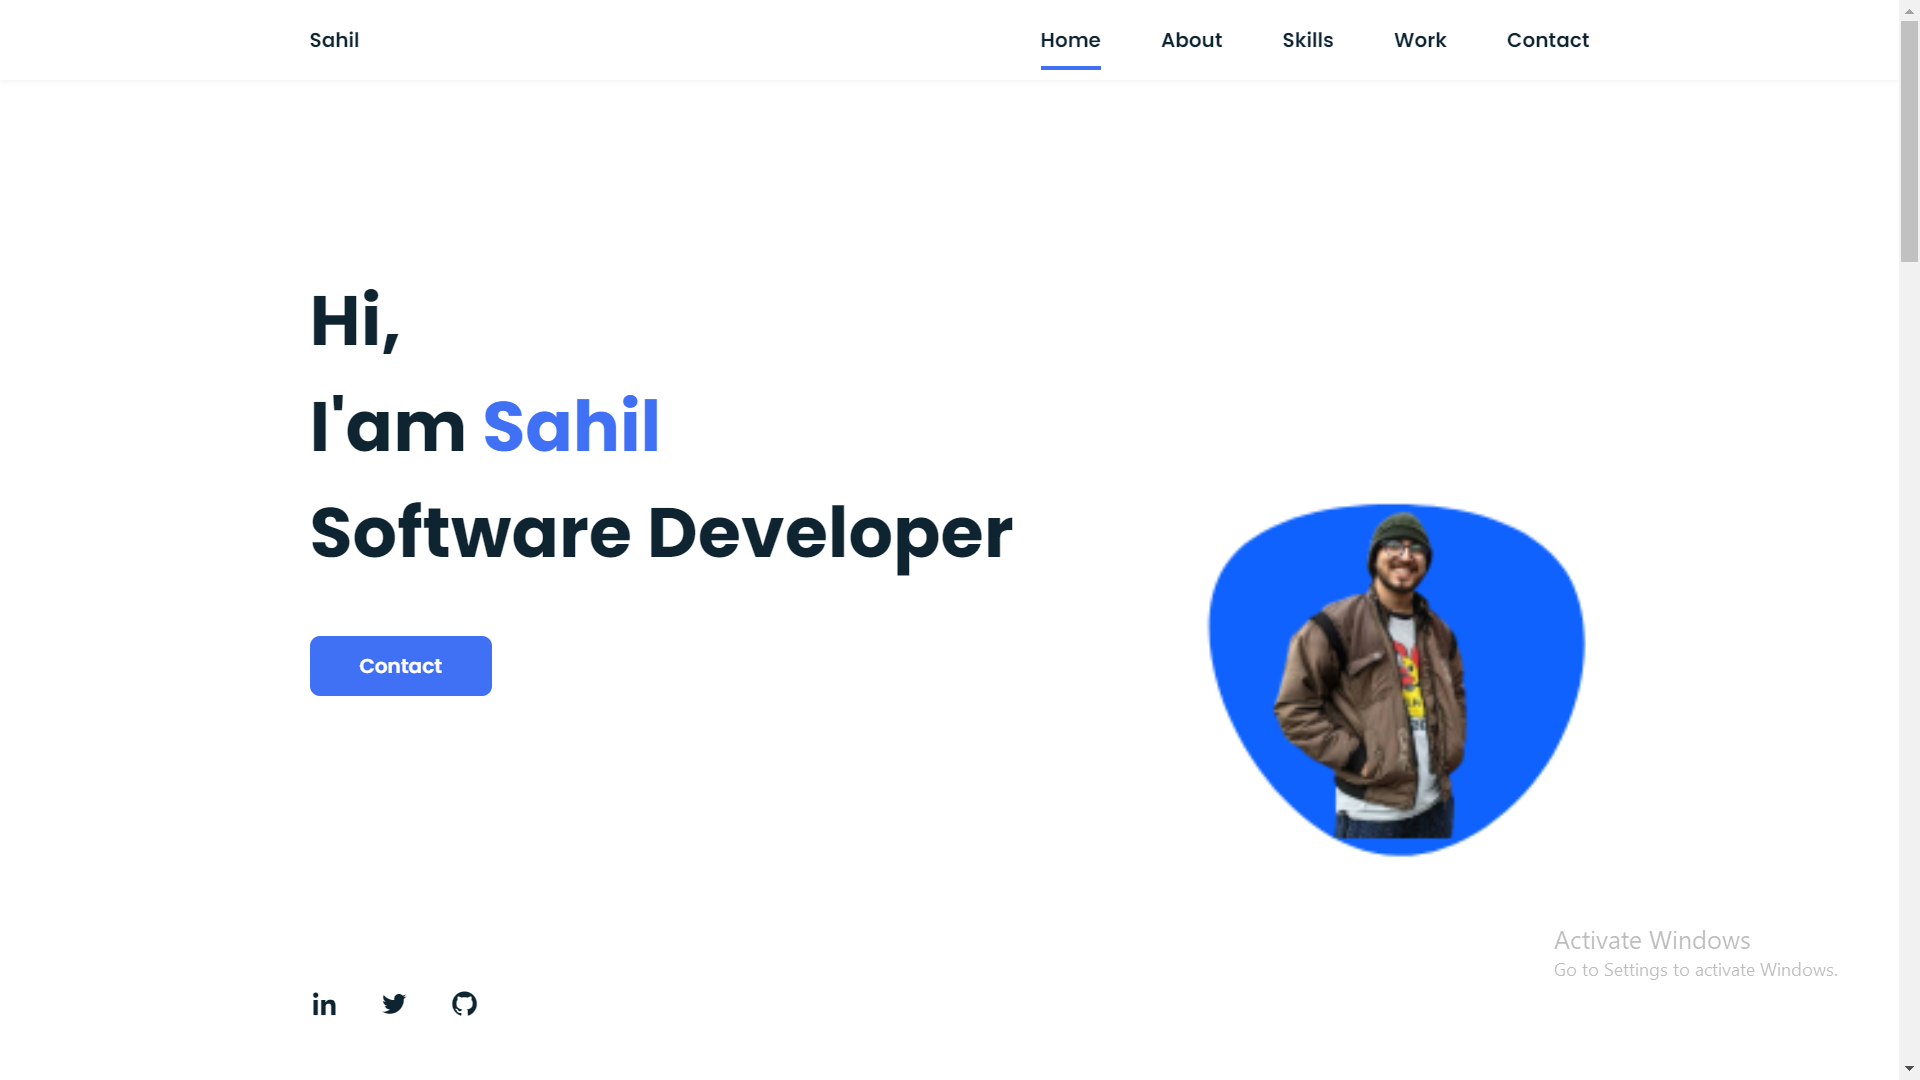 Sahil
Home About Skills Work Contact
Hi,
I'am Sahil
Software Developer
Contact
Activate Windows
Go to Settings to activate Windows.
in